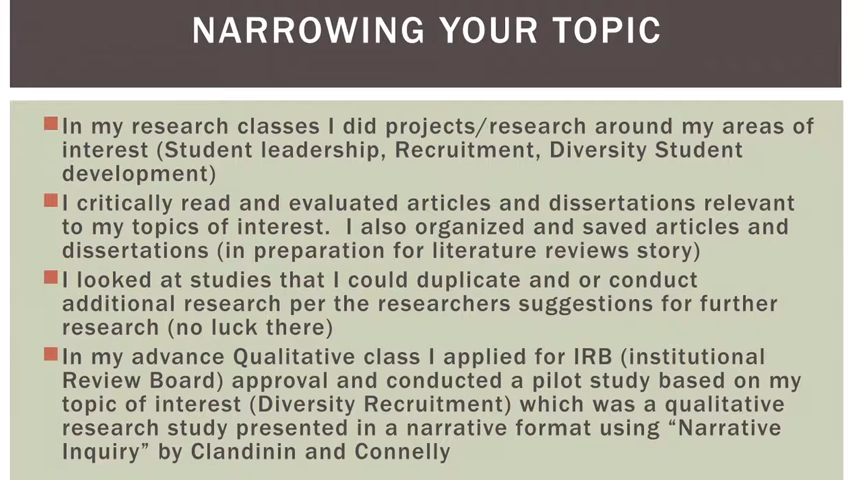 NARROWING YOUR TOPIC
In my research classes I did projects/research around my areas of
interest (Student leadership, Recruitment, Diversity Student
development)
I critically read and evaluated articles and dissertations relevant
to my topics of interest.  I also organized and saved articles and
dissertations (in preparation for literature reviews story)
I looked at studies that I could duplicate and or conduct
additional research per the researchers suggestions for further
research (no luck there)
In my advance Qualitative class I applied for IRB (institutional
Review Board) approval and conducted a pilot study based on my
topic of interest (Diversity Recruitment) which was a qualitative
research study presented in a narrative format using “Narrative
Inquiry” by Clandinin and Connelly